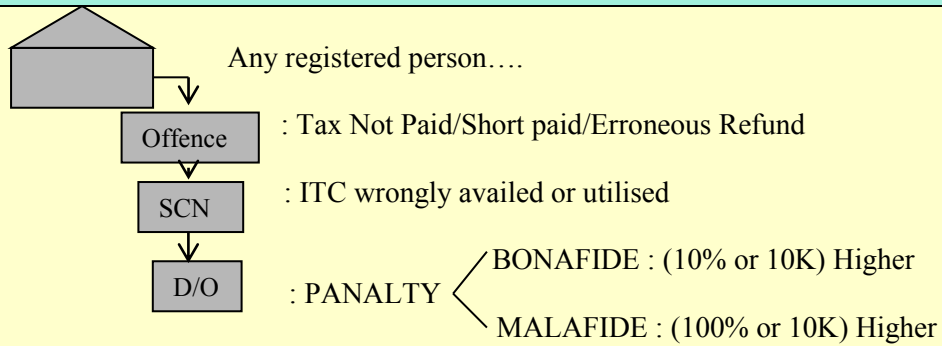 Any registered person….
Offence : Tax Not Paid/Short paid/Erroneous Refund
SCN : ITC wrongly availed or utilised
BONAFIDE : (10% or 10K) Higher
D/O : PANALTY
MALAFIDE : (100% or 10K) Higher